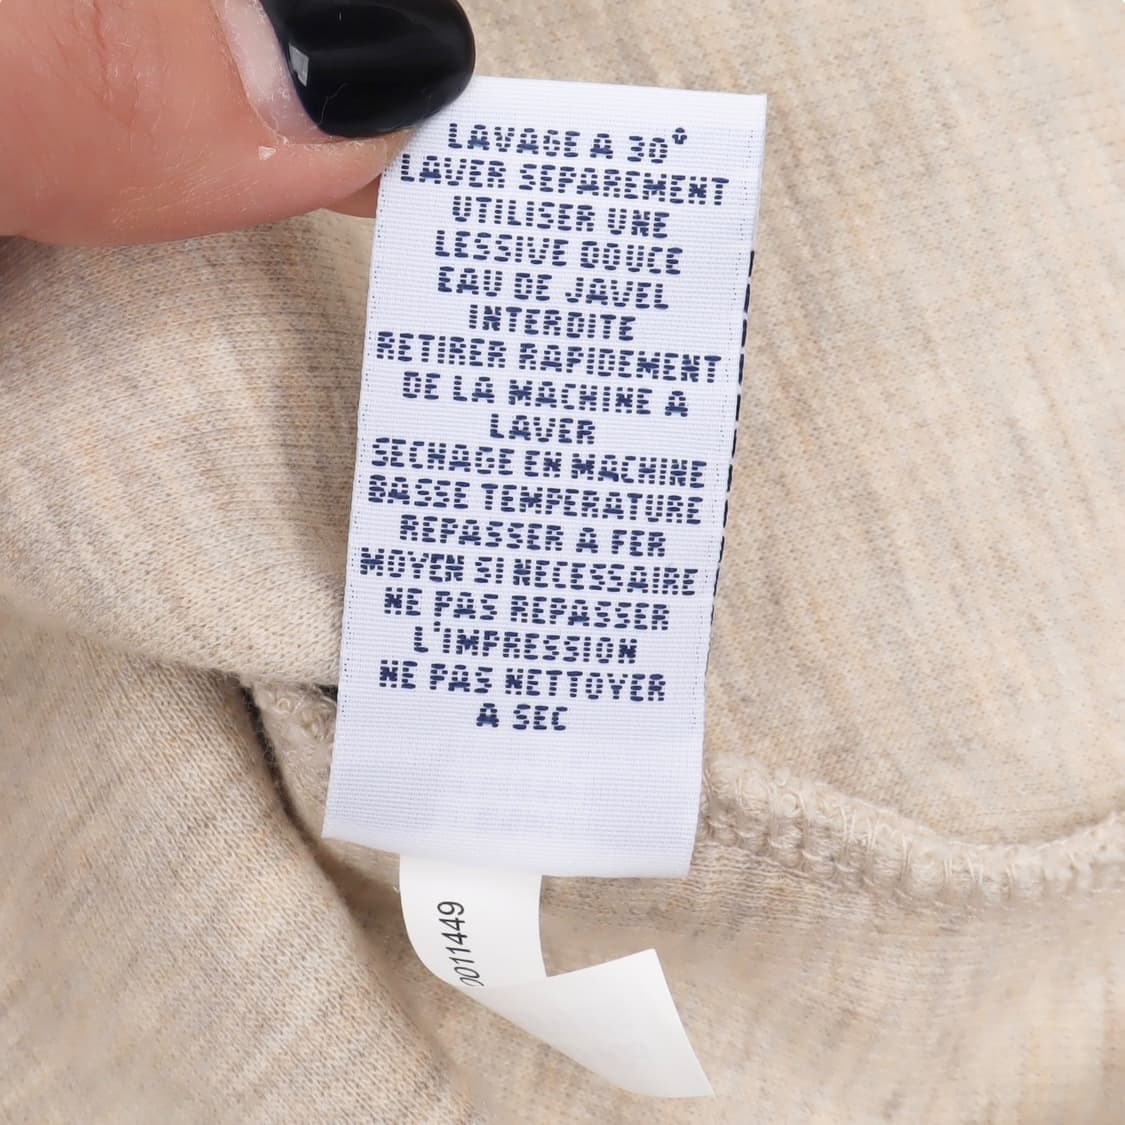 LAVAGE A 30°
LAVER SEPAREMENT
UTILISER UNE
LESSIVE DOUCE
EAU DE JAVEL
INTERDITE
RETIRER RAPIDEMENT
DE LA MACHINE A
LAVER
SECHAGE EN MACHINE
BASSE TEMPERATURE
REPASSER A FER
MOYEN SI NECESSAIRE
NE PAS REPASSER
L'IMPRESSION
NE PAS NETTOYER
A SEC
0011449